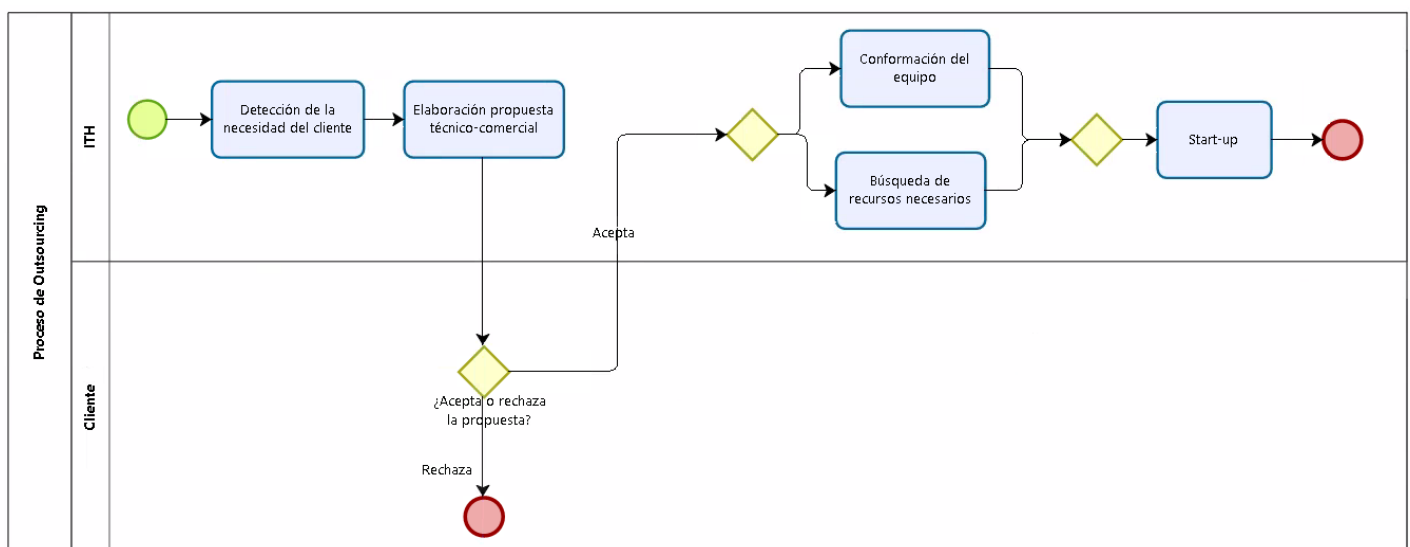 Proceso de Outsourcing
ITH
Detección de la
necesidad del cliente
Elaboración propuesta
técnico-comercial
Conformación del
equipo
Búsqueda de
recursos necesarios
Start-up
Acepta
Cliente
¿Acepta o rechaza
la propuesta?
Rechaza